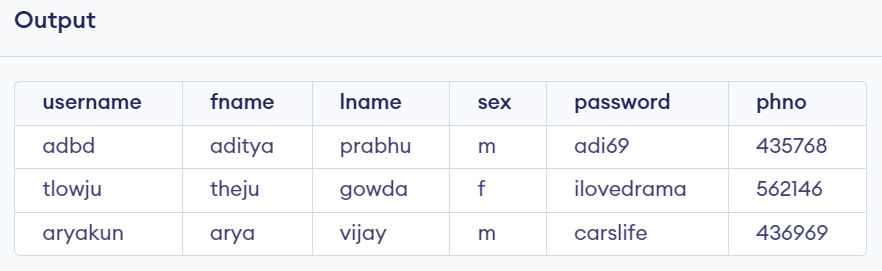 Output
username fname lname sex password phno
adbd aditya prabhu m adi69 435768
tlowju theju gowda f ilovedrama 562146
aryakun arya vijay m carslife 436969